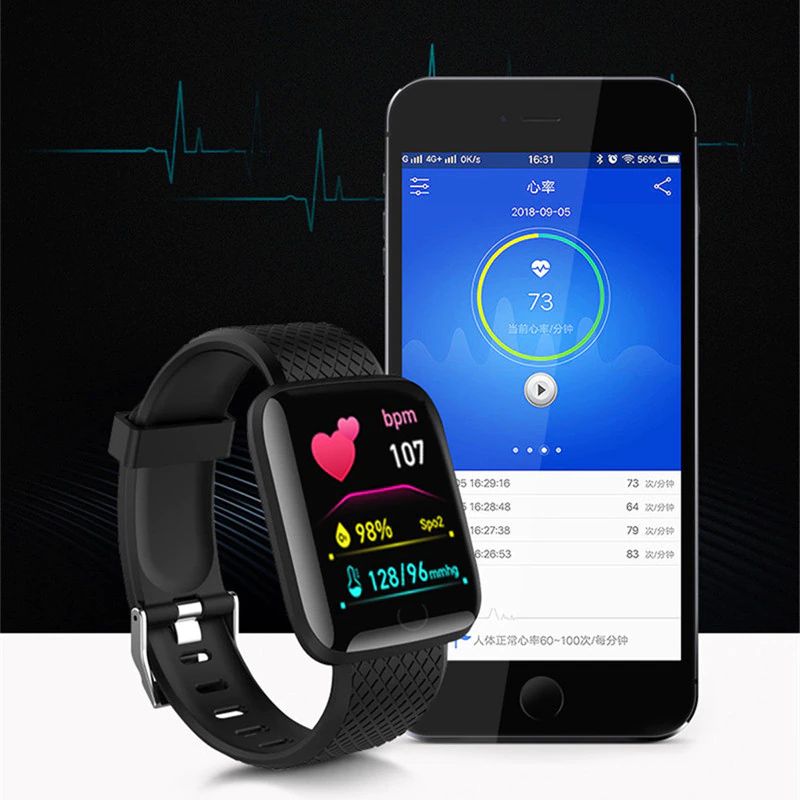 G 4G+ 0K/s 16:31 56%
心率
2018-09-05
73
当前心率/分钟
16:29:16 73 次/分钟
16:28:48 64 次/分钟
16:27:38 79 次/分钟
6:26:53 83 次/分钟
人体正常心率60~100次/每分钟
bpm
107
98% Spo2
128/96 mmhg